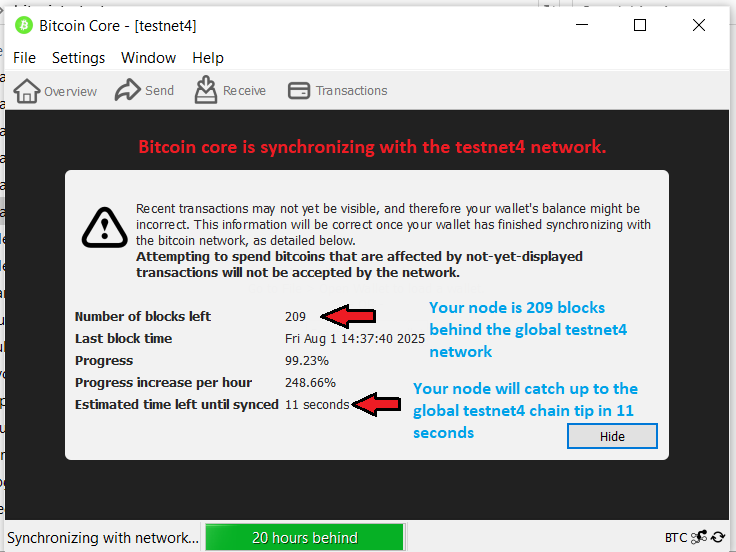 Bitcoin Core - [testnet4]
File Settings Window Help
Overview Send Receive Transactions
Bitcoin core is synchronizing with the testnet4 network.
Recent transactions may not yet be visible, and therefore your wallet's balance might be
incorrect. This information will be correct once your wallet has finished synchronizing with
the bitcoin network, as detailed below.
Attempting to spend bitcoins that are affected by not-yet-displayed
transactions will not be accepted by the network.
Number of blocks left 209
Last block time Fri Aug 1 14:37:40 2025
Progress 99.23%
Progress increase per hour 248.66%
Estimated time left until synced 11 seconds
Your node is 209 blocks
behind the global testnet4
network
Your node will catch up to the
global testnet4 chain tip in 11
seconds
Hide
Synchronizing with network... 20 hours behind BTC